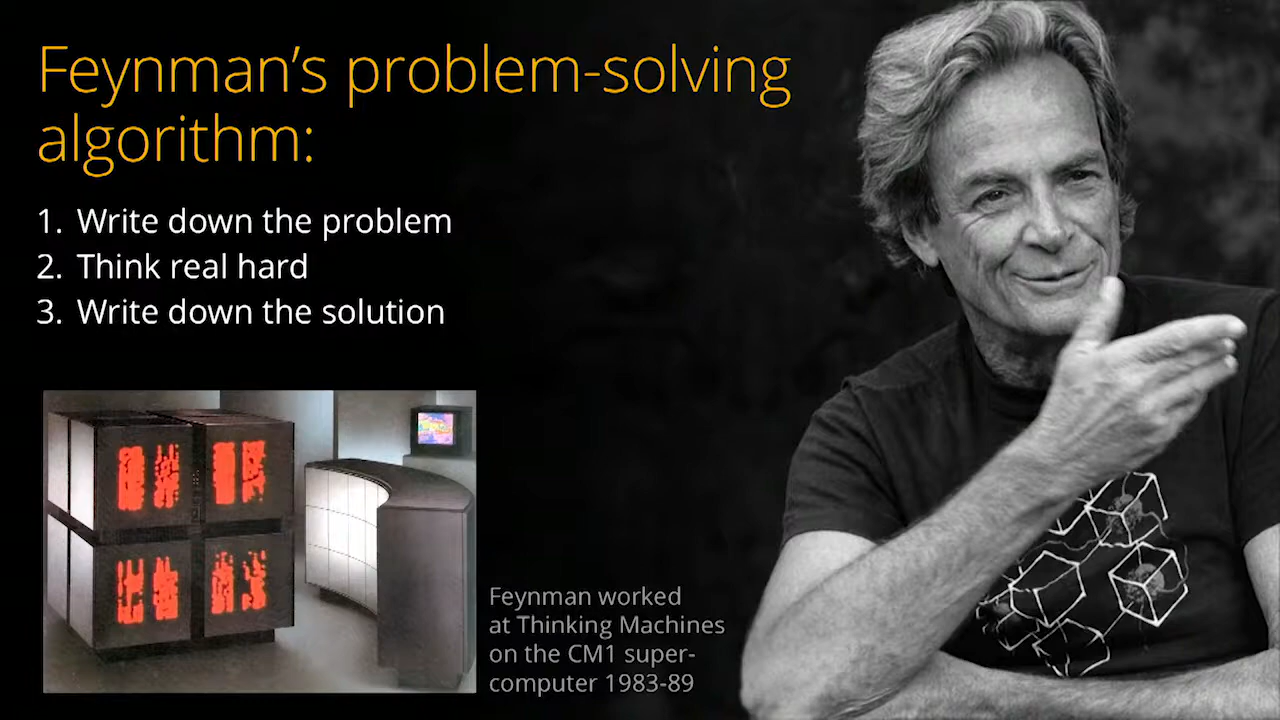 Feynman’s problem-solving
algorithm:
1. Write down the problem
2. Think real hard
3. Write down the solution
Feynman worked
at Thinking Machines
on the CM1 super-
computer 1983-89